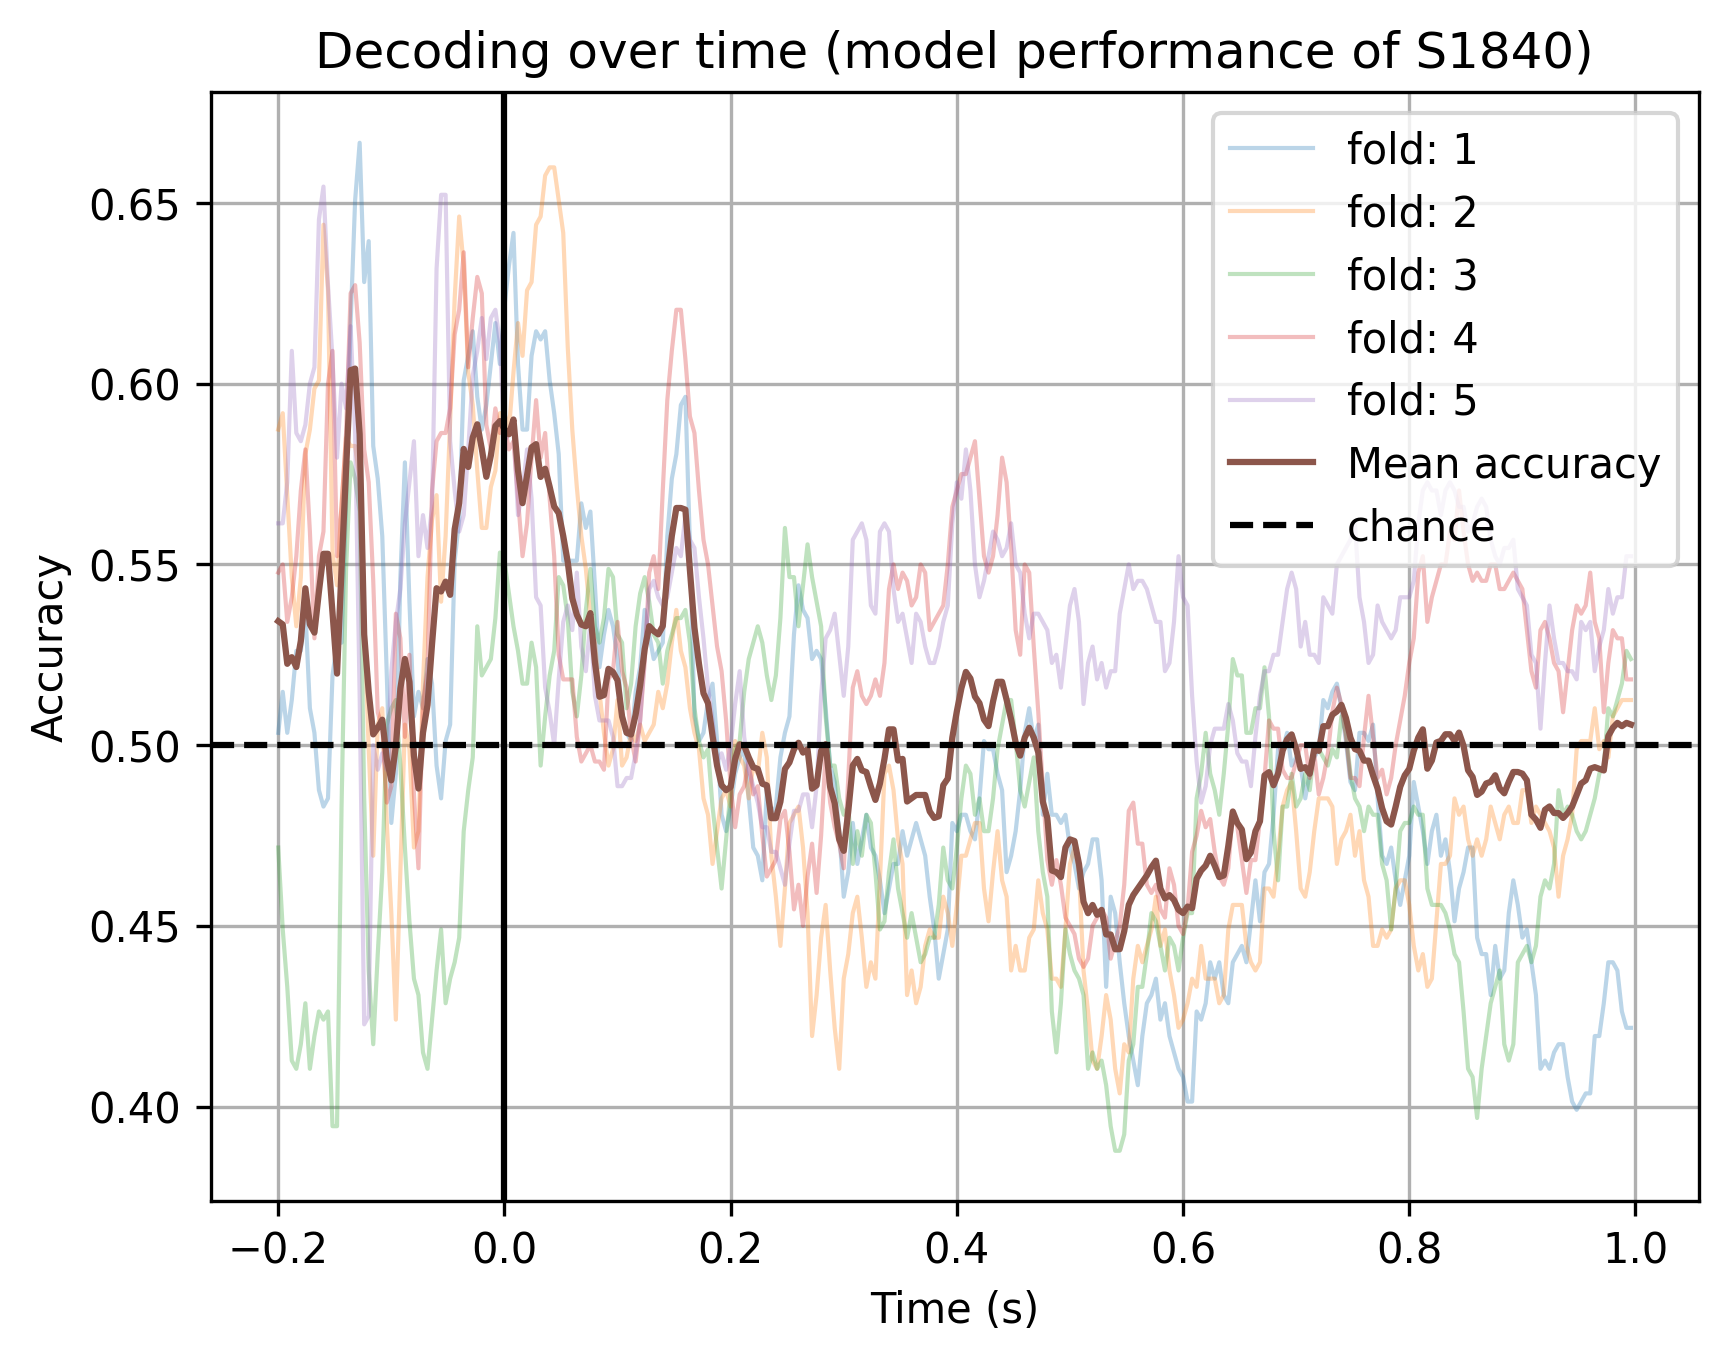 Decoding over time (model performance of S1840)
fold: 1
fold: 2
fold: 3
fold: 4
fold: 5
Mean accuracy
chance
Accuracy
0.65
0.60
0.55
0.50
0.45
0.40
−0.2 0.0 0.2 0.4 0.6 0.8 1.0
Time (s)